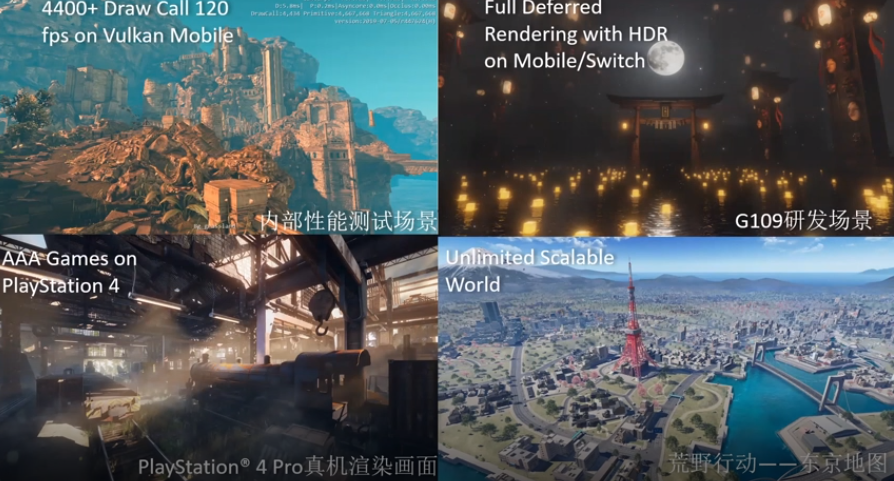 4400+ Draw Call 120
fps on Vulkan Mobile
内部性能测试场景
Full Deferred
Rendering with HDR
on Mobile/Switch
G109研发场景
AAA Games on
PlayStation 4
PlayStation® 4 Pro真机渲染画面
Unlimited Scalable
World
荒野行动——东京地图